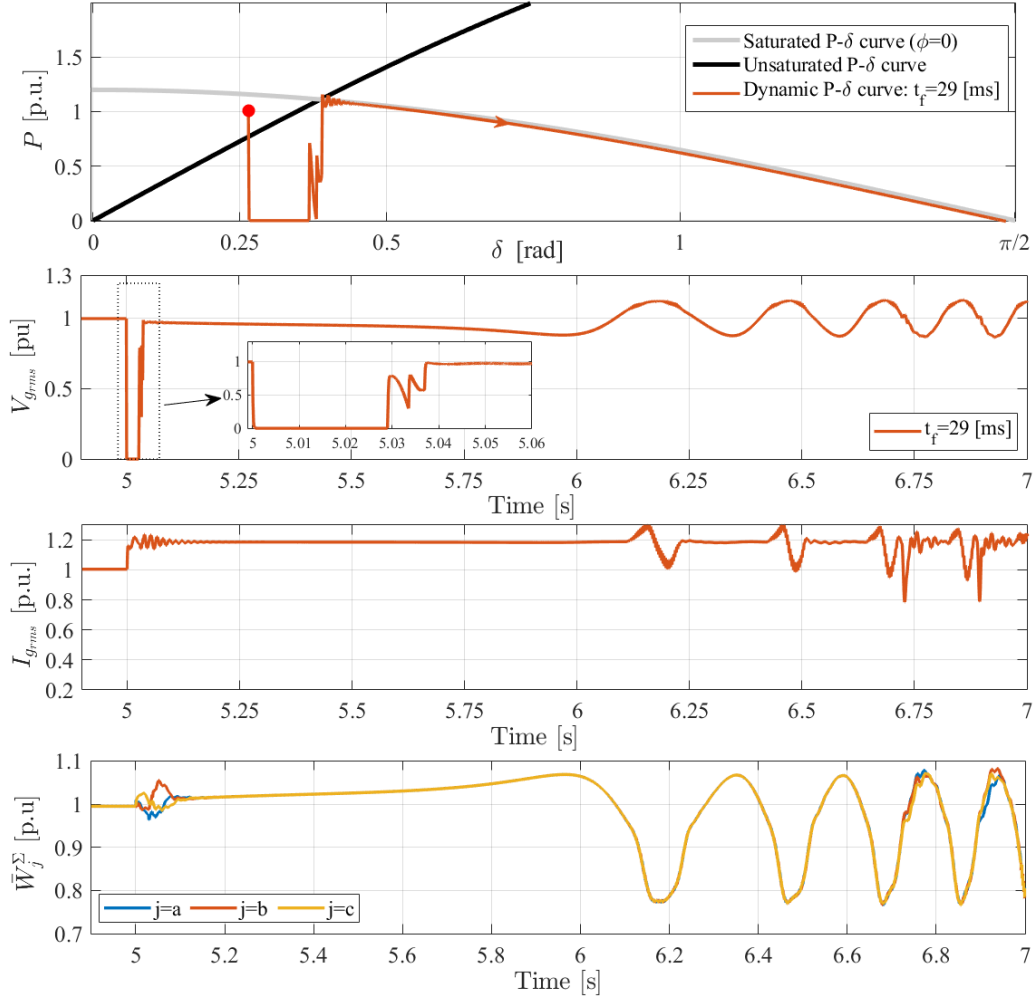 1.5
1
0.5
0
P [p.u.]
Saturated P-δ curve (ϕ=0)
Unsaturated P-δ curve
Dynamic P-δ curve: t_f=29 [ms]
0 0.25 0.5 1 π/2
δ [rad]
1.3
1
0.5
0
V_{g_{rms}} [pu]
1
0.5
0
5 5.01 5.02 5.03 5.04 5.05 5.06
t_f=29 [ms]
5 5.25 5.5 5.75 6 6.25 6.5 6.75 7
Time [s]
1.2
1
0.8
0.6
0.4
0.2
I_{g_{rms}} [p.u.]
5 5.25 5.5 5.75 6 6.25 6.5 6.75 7
Time [s]
1.1
1
0.9
0.8
0.7
W̄_j^Σ [p.u]
j=a j=b j=c
5 5.2 5.4 5.6 5.8 6 6.2 6.4 6.6 6.8 7
Time [s]